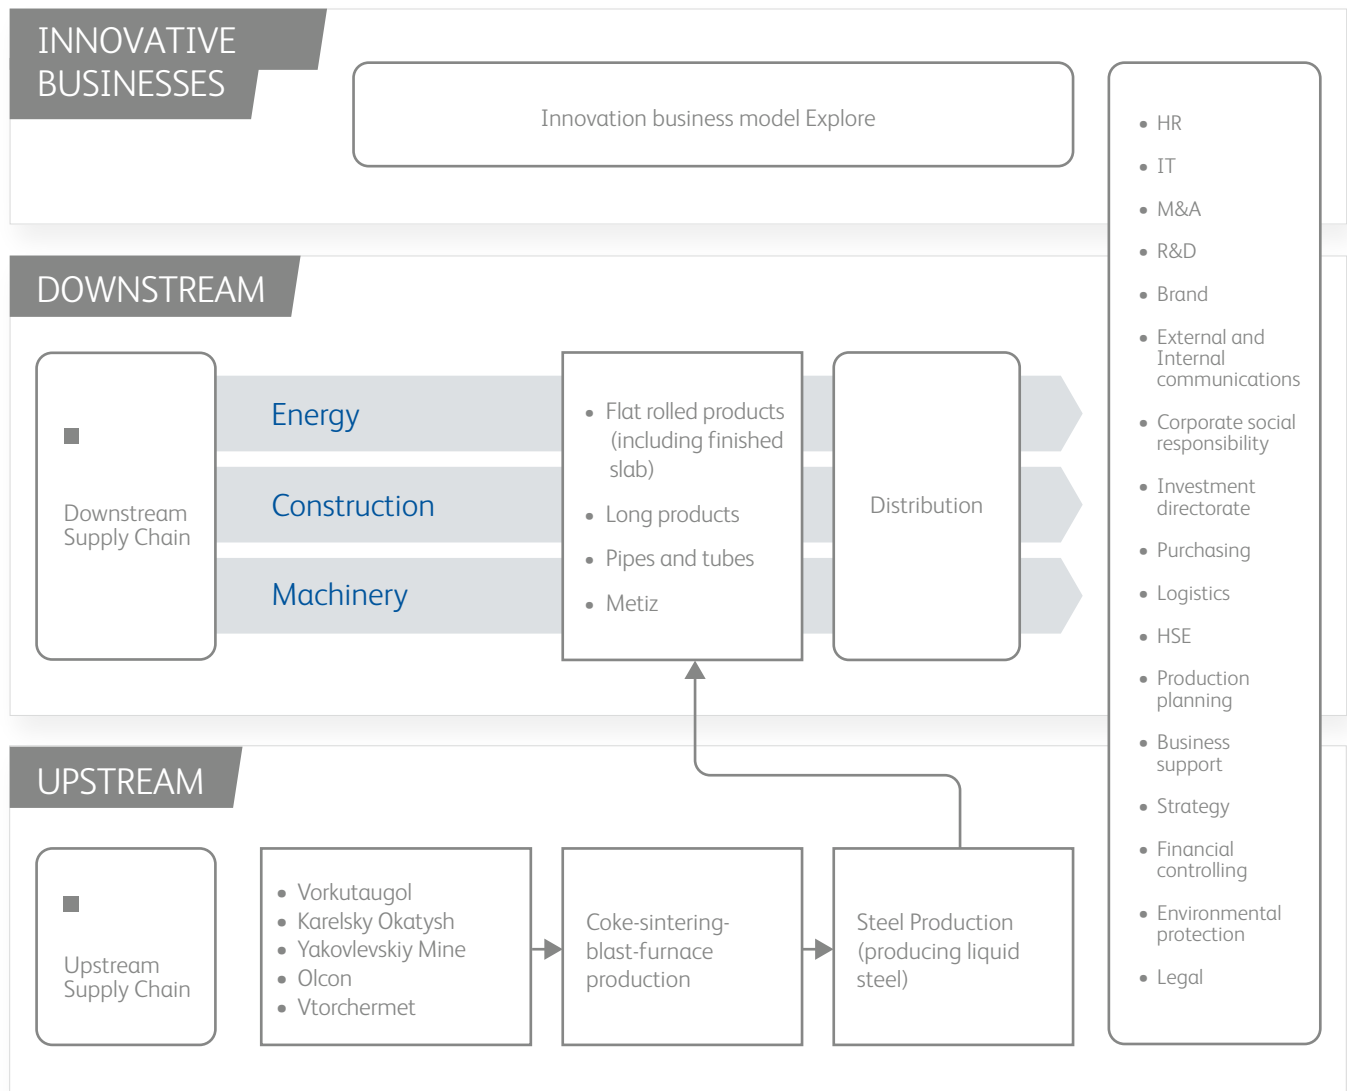 INNOVATIVE
BUSINESSES
Innovation business model Explore
DOWNSTREAM
Downstream
Supply Chain
Energy
Construction
Machinery
• Flat rolled products
(including finished
slab)
• Long products
• Pipes and tubes
• Metiz
Distribution
UPSTREAM
Upstream
Supply Chain
• Vorkutaugol
• Karelsky Okatysh
• Yakovlevskiy Mine
• Olcon
• Vtorchermet
Coke-sintering-
blast-furnace
production
Steel Production
(producing liquid
steel)
• HR
• IT
• M&A
• R&D
• Brand
• External and
Internal
communications
• Corporate social
responsibility
• Investment
directorate
• Purchasing
• Logistics
• HSE
• Production
planning
• Business
support
• Strategy
• Financial
controlling
• Environmental
protection
• Legal